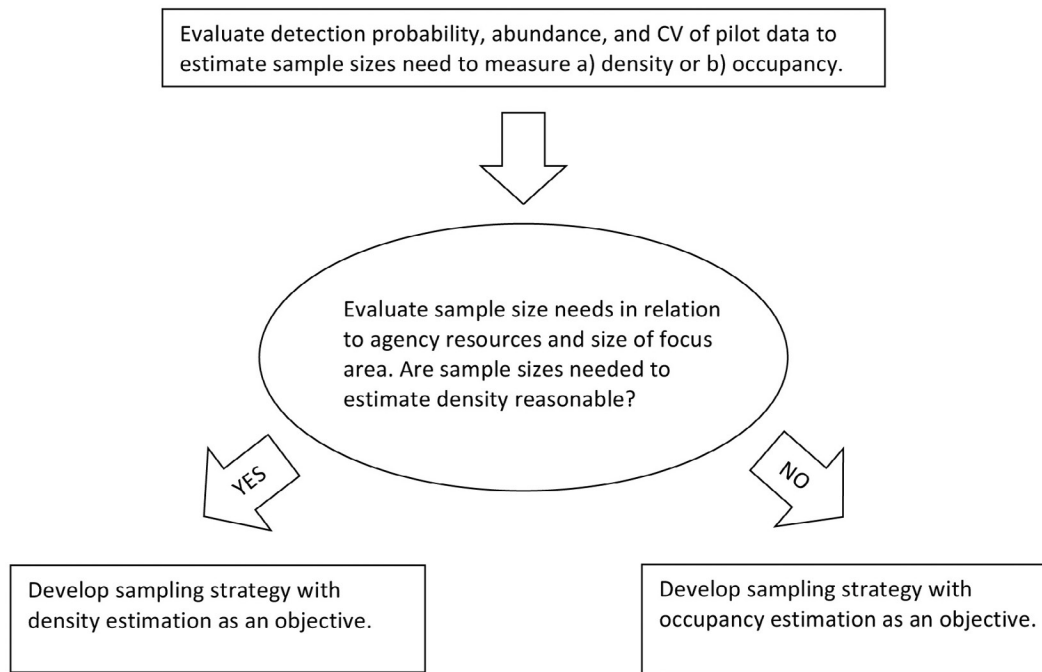 Evaluate detection probability, abundance, and CV of pilot data to
estimate sample sizes need to measure a) density or b) occupancy.
Evaluate sample size needs in relation
to agency resources and size of focus
area. Are sample sizes needed to
estimate density reasonable?
YES
NO
Develop sampling strategy with
density estimation as an objective.
Develop sampling strategy with
occupancy estimation as an objective.